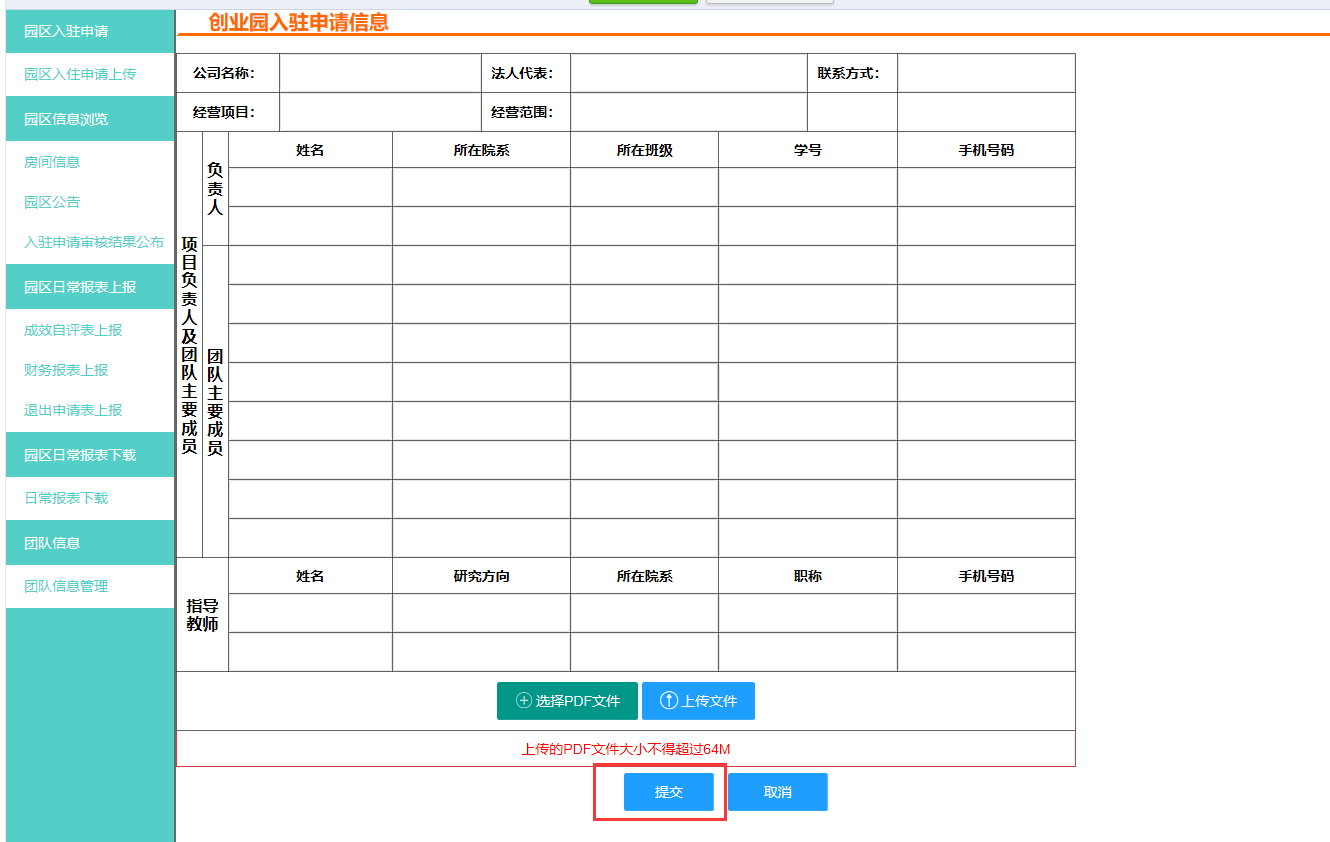 创业园入驻申请信息
园区入驻申请
园区入住申请上传
园区信息浏览
房间信息
园区公告
入驻申请审核结果公布
园区日常报表上报
成效自评表上报
财务报表上报
退出申请表上报
园区日常报表下载
日常报表下载
团队信息
团队信息管理
公司名称： 法人代表： 联系方式：
经营项目： 经营范围：
项目负责人及团队主要成员
负责人
姓名 所在院系 所在班级 学号 手机号码
团队主要成员
指导
教师
姓名 研究方向 所在院系 职称 手机号码
选择PDF文件 上传文件
上传的PDF文件大小不得超过64M
提交 取消